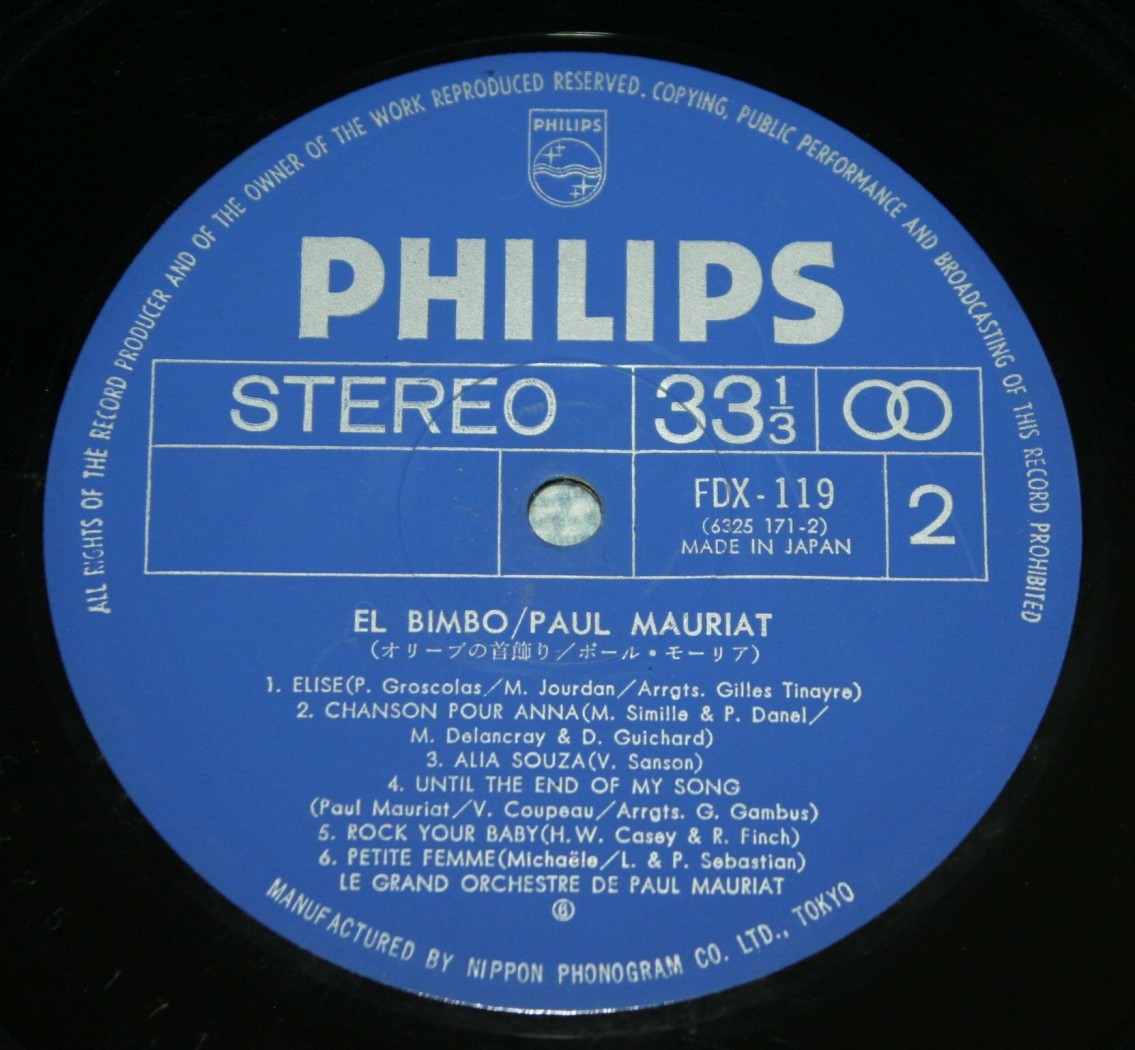 ALL RIGHTS OF THE RECORD PRODUCER AND OF THE OWNER OF THE WORK REPRODUCED RESERVED. COPYING, PUBLIC PERFORMANCE AND BROADCASTING OF THIS RECORD PROHIBITED
PHILIPS
PHILIPS
STEREO 33 1/3
FDX-119 2
(6325 171-2)
MADE IN JAPAN
EL BIMBO/PAUL MAURIAT
(オリーブの首飾り/ポール・モーリア)
1. ELISE(P. Groscolas/M. Jourdan/Arrgts. Gilles Tinayre)
2. CHANSON POUR ANNA(M. Simille & P. Danel/
M. Delancray & D. Guichard)
3. ALIA SOUZA(V. Sanson)
4. UNTIL THE END OF MY SONG
(Paul Mauriat/V. Coupeau/Arrgts. G. Gambus)
5. ROCK YOUR BABY(H.W. Casey & R. Finch)
6. PETITE FEMME(Michaële/L. & P. Sebastian)
LE GRAND ORCHESTRE DE PAUL MAURIAT
MANUFACTURED BY NIPPON PHONOGRAM CO. LTD., TOKYO